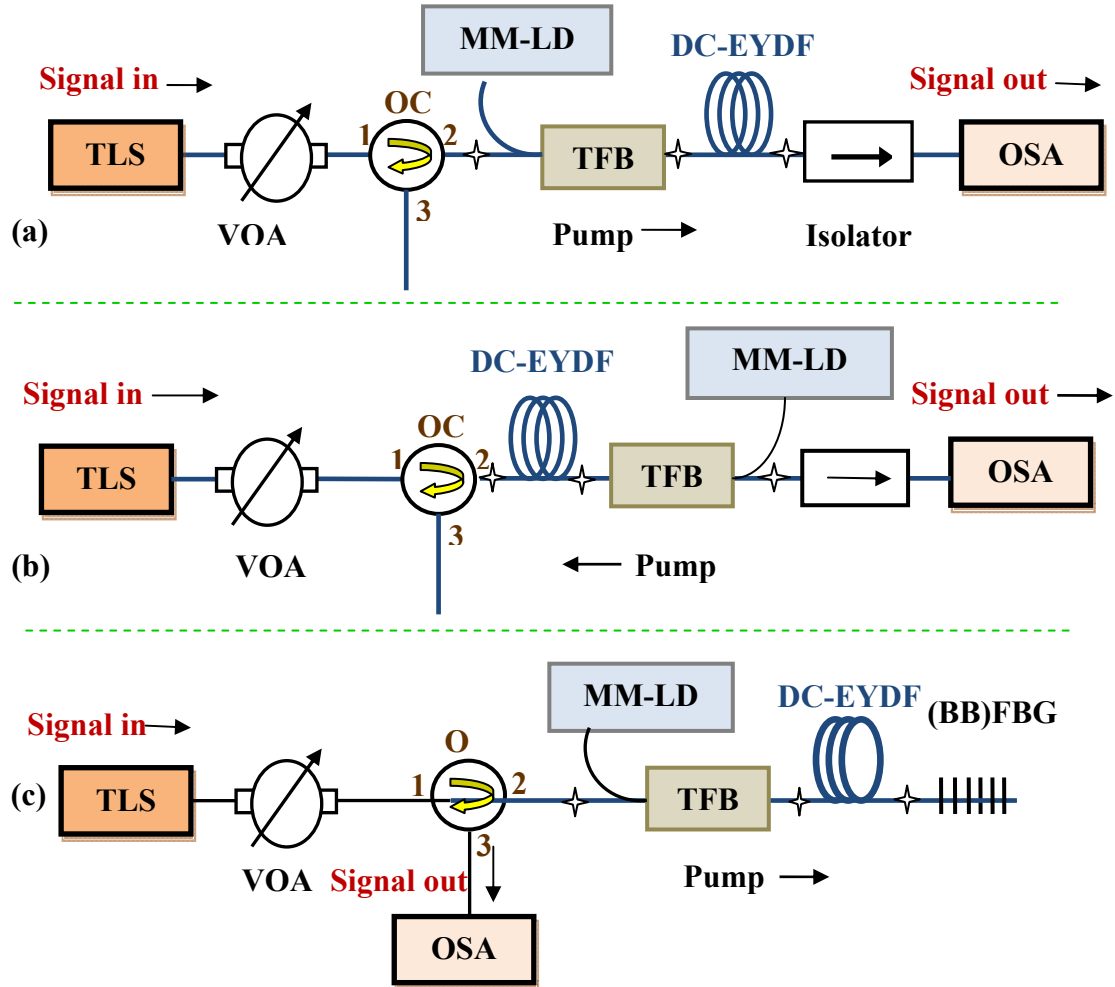 MM-LD
DC-EYDF
Signal in
Signal out
OC
1
2
TLS
TFB
OSA
3
(a)
VOA
Pump
Isolator
DC-EYDF
MM-LD
Signal in
Signal out
OC
1
2
TLS
TFB
OSA
3
VOA
(b)
Pump
MM-LD
DC-EYDF
(BB)FBG
Signal in
O
1
2
(c)
TLS
TFB
3
VOA
Signal out
Pump
OSA